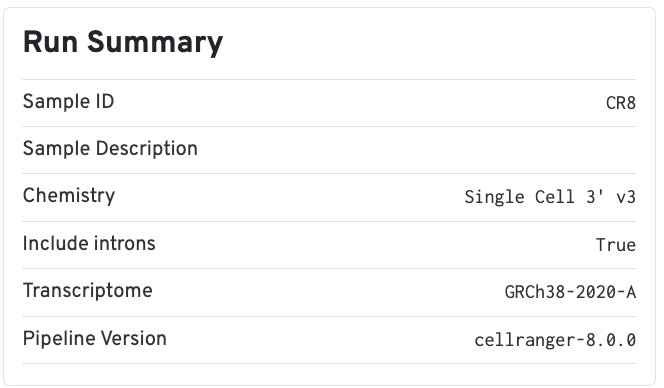 Run Summary
Sample ID CR8
Sample Description
Chemistry Single Cell 3' v3
Include introns True
Transcriptome GRCh38-2020-A
Pipeline Version cellranger-8.0.0